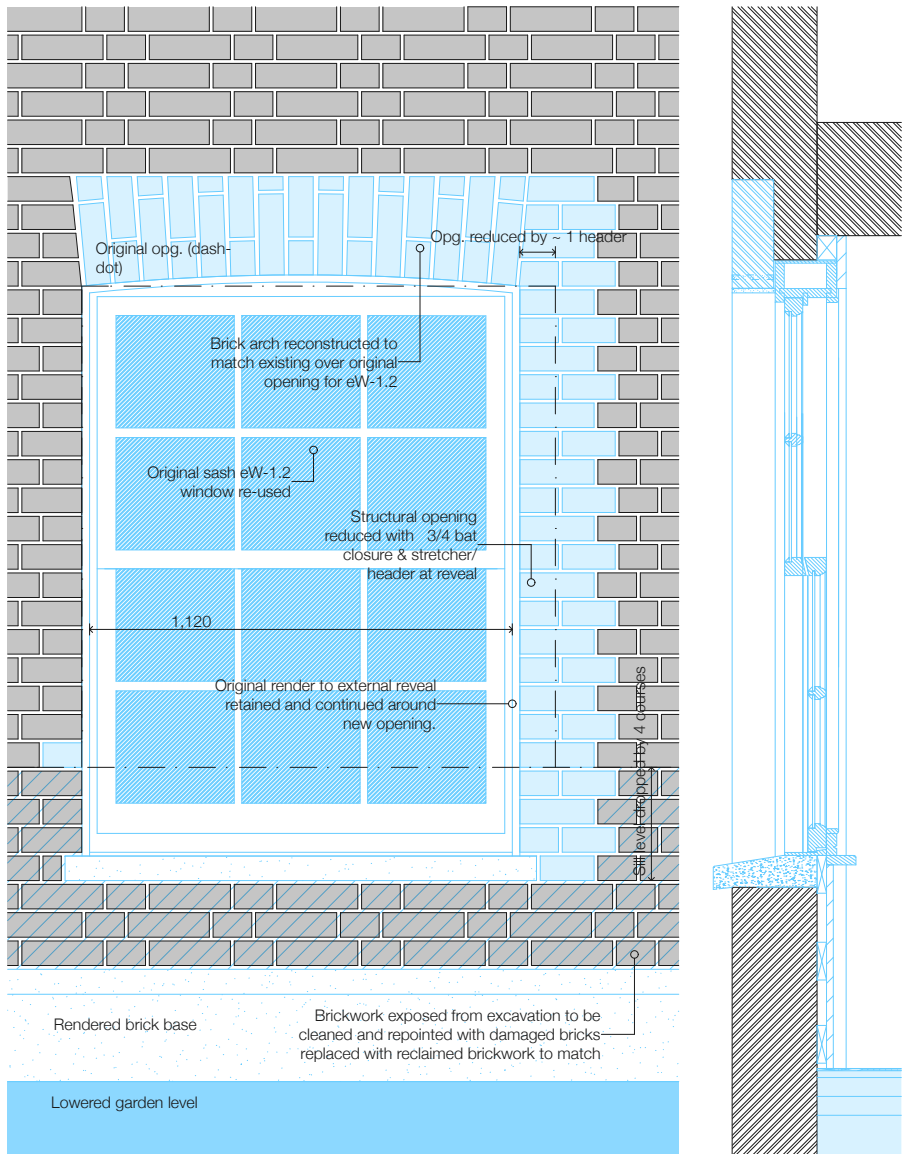 Original opg. (dash-
dot)
Opg. reduced by ~ 1 header
Brick arch reconstructed to
match existing over original
opening for eW-1.2
Original sash eW-1.2
window re-used
Structural opening
reduced with 3/4 bat
closure & stretcher/
header at reveal
1,120
Original render to external reveal
retained and continued around
new opening.
Sill level dropped by 4 courses
Rendered brick base
Brickwork exposed from excavation to be
cleaned and repointed with damaged bricks
replaced with reclaimed brickwork to match
Lowered garden level